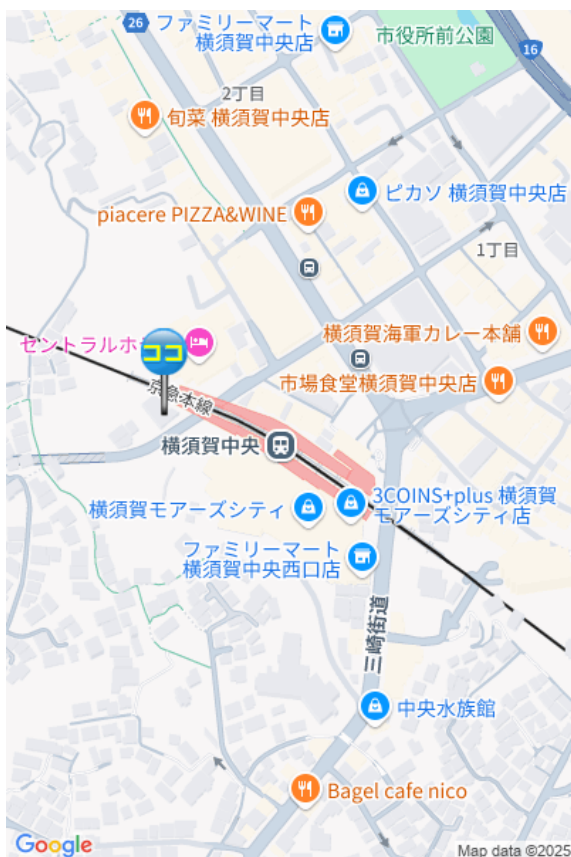 26
ファミリーマート
横須賀中央店
市役所前公園
16
2丁目
旬菜 横須賀中央店
ピカソ 横須賀中央店
piacere PIZZA&WINE
1丁目
横須賀海軍カレー本舗
セントラルホ
ココ
市場食堂横須賀中央店
京急本線
横須賀中央
3COINS+plus 横須賀
モアーズシティ店
横須賀モアーズシティ
ファミリーマート
横須賀中央西口店
三崎街道
中央水族館
Bagel cafe nico
Google
Map data ©2025